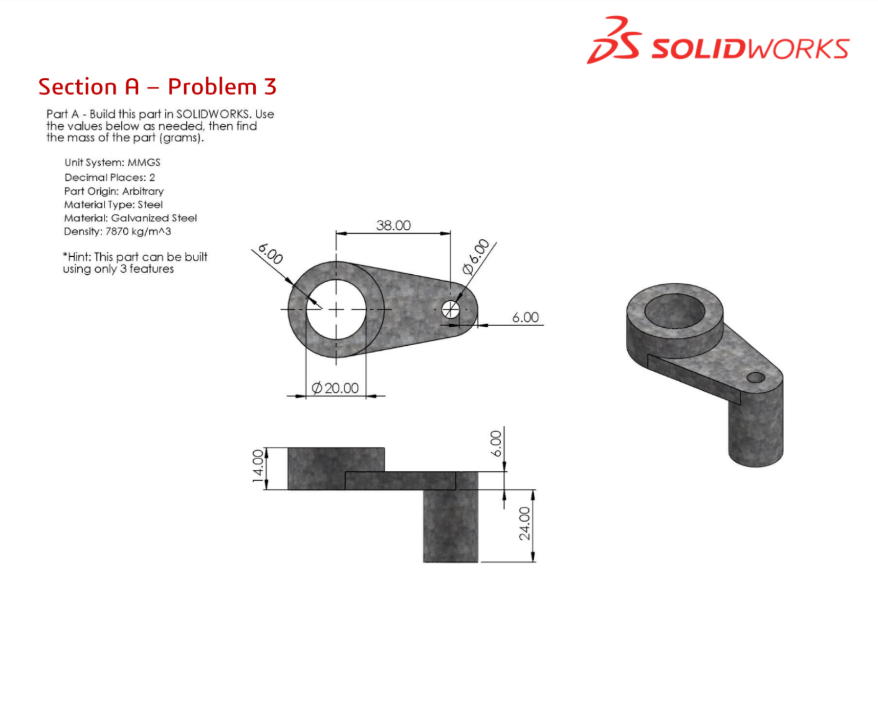 SOLIDWORKS
Section A – Problem 3
Part A - Build this part in SOLIDWORKS. Use
the values below as needed, then find
the mass of the part (grams).
Unit System: MMGS
Decimal Places: 2
Part Origin: Arbitrary
Material Type: Steel
Material: Galvanized Steel
Density: 7870 kg/m^3
*Hint: This part can be built
using only 3 features
38.00
6.00
Ø6.00
6.00
Ø20.00
6.00
14.00
24.00